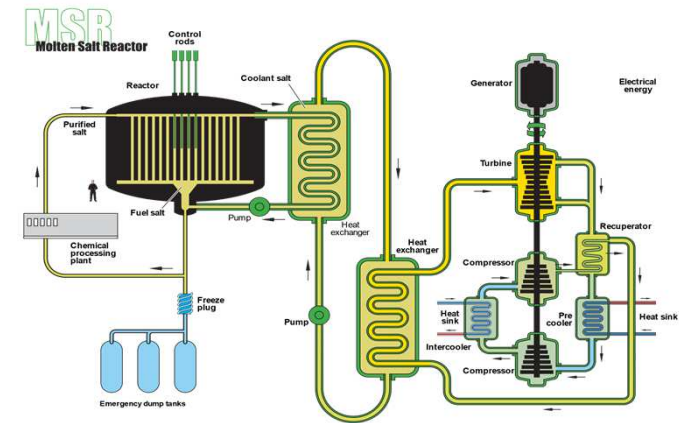 MSR
Molten Salt Reactor
Control
rods
Reactor
Coolant salt
Purified
salt
Fuel salt
Pump
Heat
exchanger
Chemical
processing
plant
Freeze
plug
Emergency dump tanks
Pump
Heat
exchanger
Generator
Electrical
energy
Turbine
Recuperator
Compressor
Heat
sink
Pre
cooler
Heat sink
Intercooler
Compressor